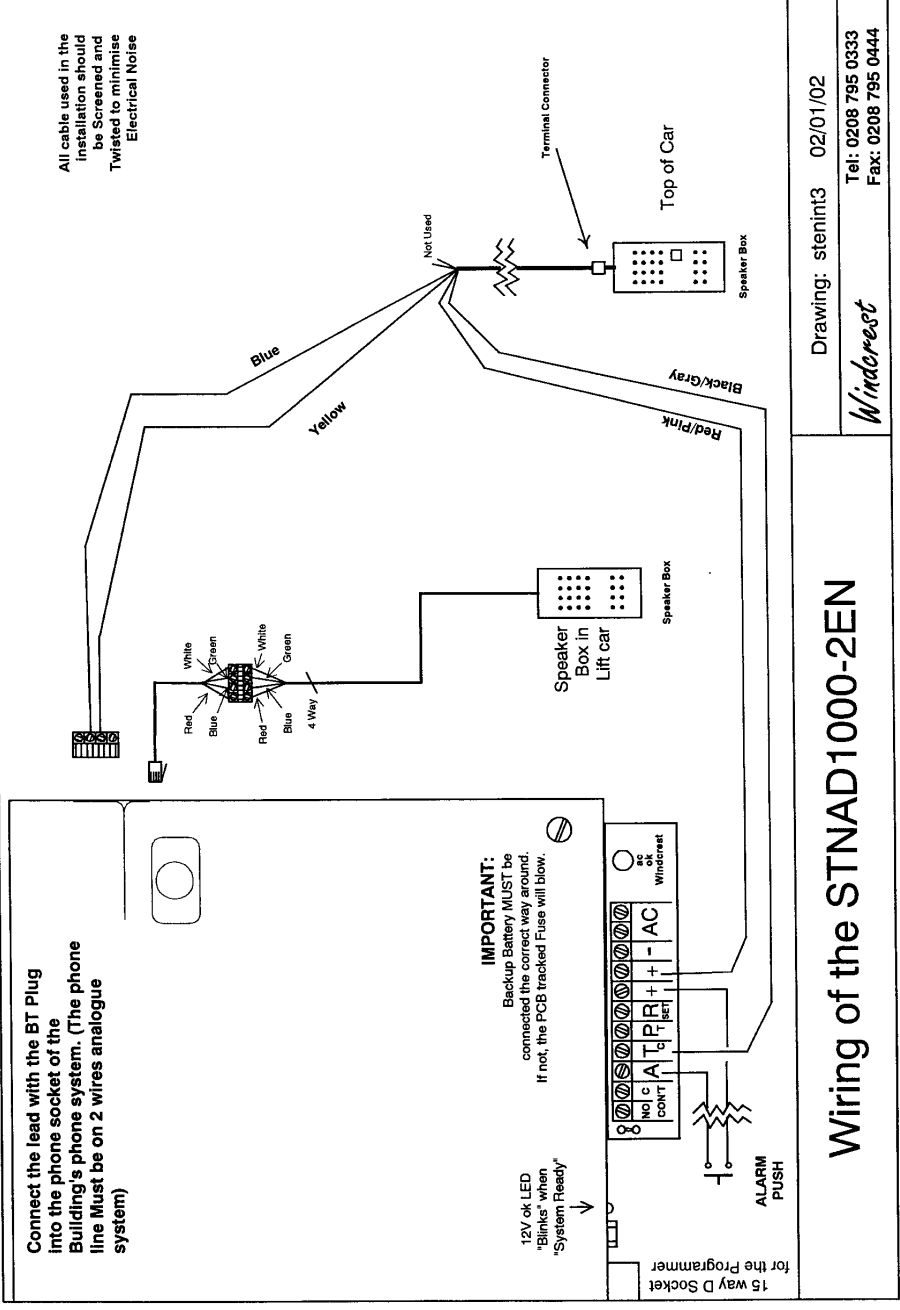 Connect the lead with the BT Plug
into the phone socket of the
Building's phone system. (The phone
line Must be on 2 wires analogue
system)
All cable used in the
installation should
be Screened and
Twisted to minimise
Electrical Noise
Blue
Yellow
Not Used
Terminal Connector
Top of Car
Speaker Box
Black/Gray
Red/Pink
White
Green
Red
Blue
White
Green
Red
Blue
4 Way
Speaker
Box in
Lift car
Speaker Box
IMPORTANT:
Backup Battery MUST be
connected the correct way around.
If not, the PCB tracked Fuse will blow.
12V ok LED
"Blinks" when
"System Ready"
15 way D Socket
for the Programmer
NO C
CONT
A
T
C
P
T
R
SET
+
+
-
AC
ac
ok
Windcrest
ALARM
PUSH
Wiring of the STNAD1000-2EN
Drawing: stenint3 02/01/02
Windcrest
Tel: 0208 795 0333
Fax: 0208 795 0444